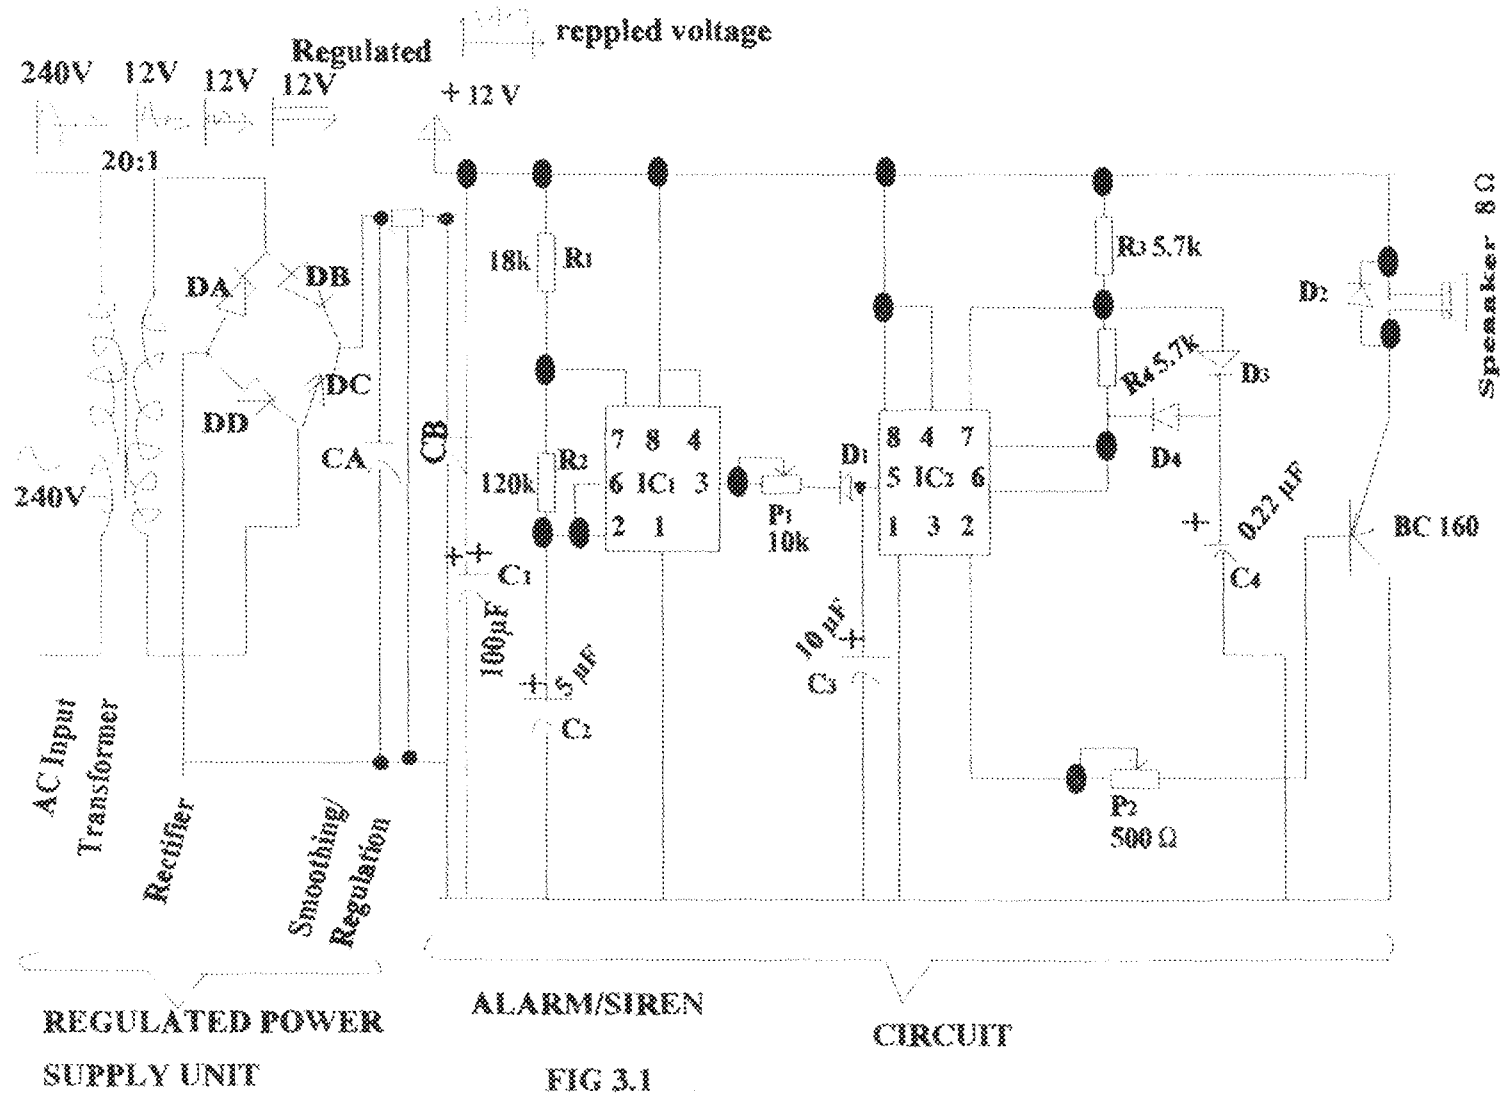 reppled voltage
Regulated
240V 12V 12V 12V
+ 12 V
20:1
DA DB
DC
DD
CA
CB
240V
18k R1
R2
120k
7 8 4
6 IC1 3
2 1
P1
10k
D1
8 4 7
5 IC2 6
1 3 2
R3 5.7k
R4 5.7k
D3
D4
D2
Speaaker 8 Ω
BC 160
+
0.22 µF
C4
+ +
C1
100µF
+
5 µF
C2
10 µF
+
C3
P2
500 Ω
AC Input
Transformer
Rectifier
Smoothing/
Regulation
REGULATED POWER
SUPPLY UNIT
ALARM/SIREN
CIRCUIT
FIG 3.1